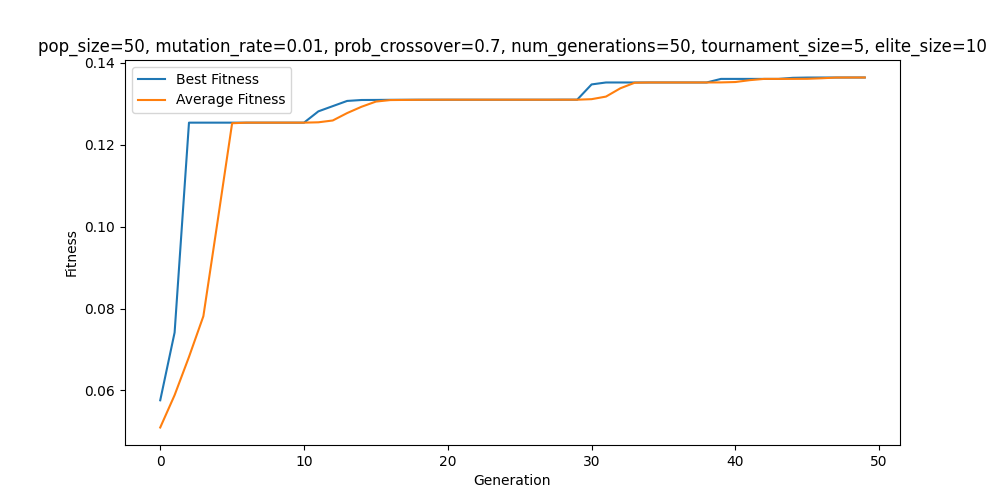 pop_size=50, mutation_rate=0.01, prob_crossover=0.7, num_generations=50, tournament_size=5, elite_size=10
Best Fitness
Average Fitness
0.14
0.12
0.10
0.08
0.06
Fitness
0 10 20 30 40 50
Generation